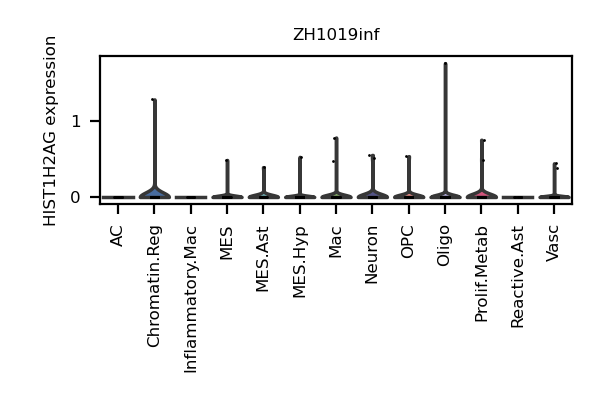 ZH1019inf
HIST1H2AG expression
1
0
AC
Chromatin.Reg
Inflammatory.Mac
MES
MES.Ast
MES.Hyp
Mac
Neuron
OPC
Oligo
Prolif.Metab
Reactive.Ast
Vasc